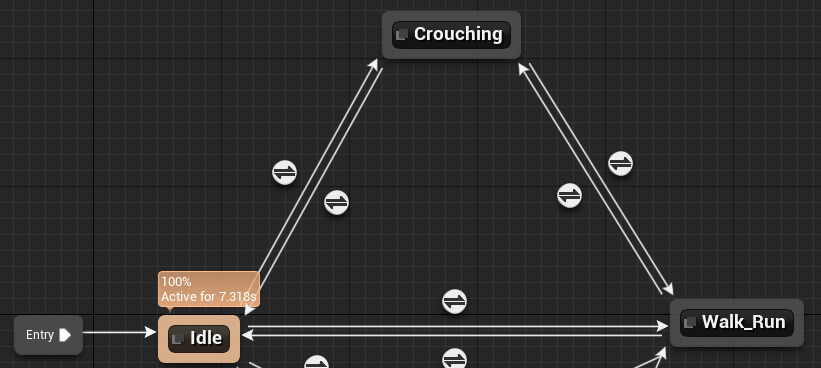 Crouching
100%
Active for 7.318s
Entry
Idle
Walk_Run